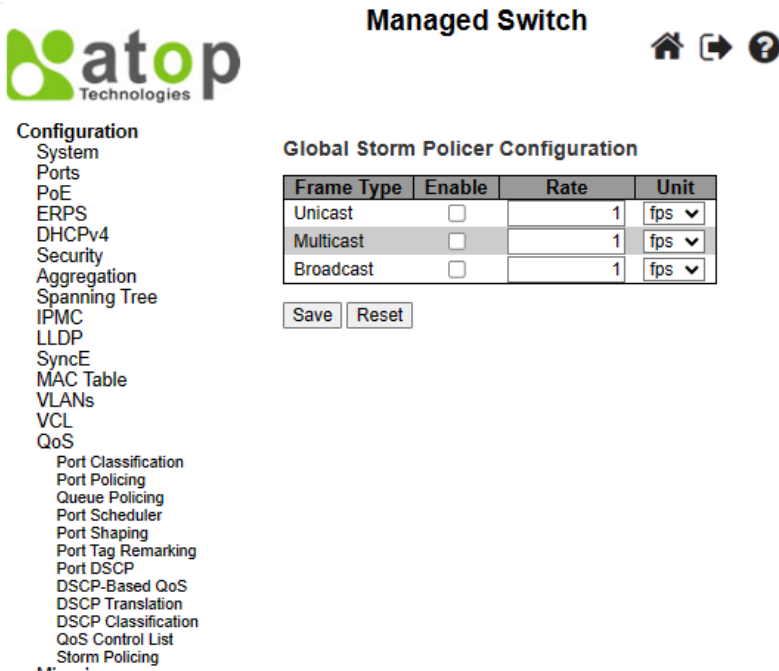 Managed Switch
atop
Technologies
Configuration
System
Ports
PoE
ERPS
DHCPv4
Security
Aggregation
Spanning Tree
IPMC
LLDP
SyncE
MAC Table
VLANs
VCL
QoS
Port Classification
Port Policing
Queue Policing
Port Scheduler
Port Shaping
Port Tag Remarking
Port DSCP
DSCP-Based QoS
DSCP Translation
DSCP Classification
QoS Control List
Storm Policing
Global Storm Policer Configuration
Frame Type Enable Rate Unit
Unicast 1 fps
Multicast 1 fps
Broadcast 1 fps
Save Reset